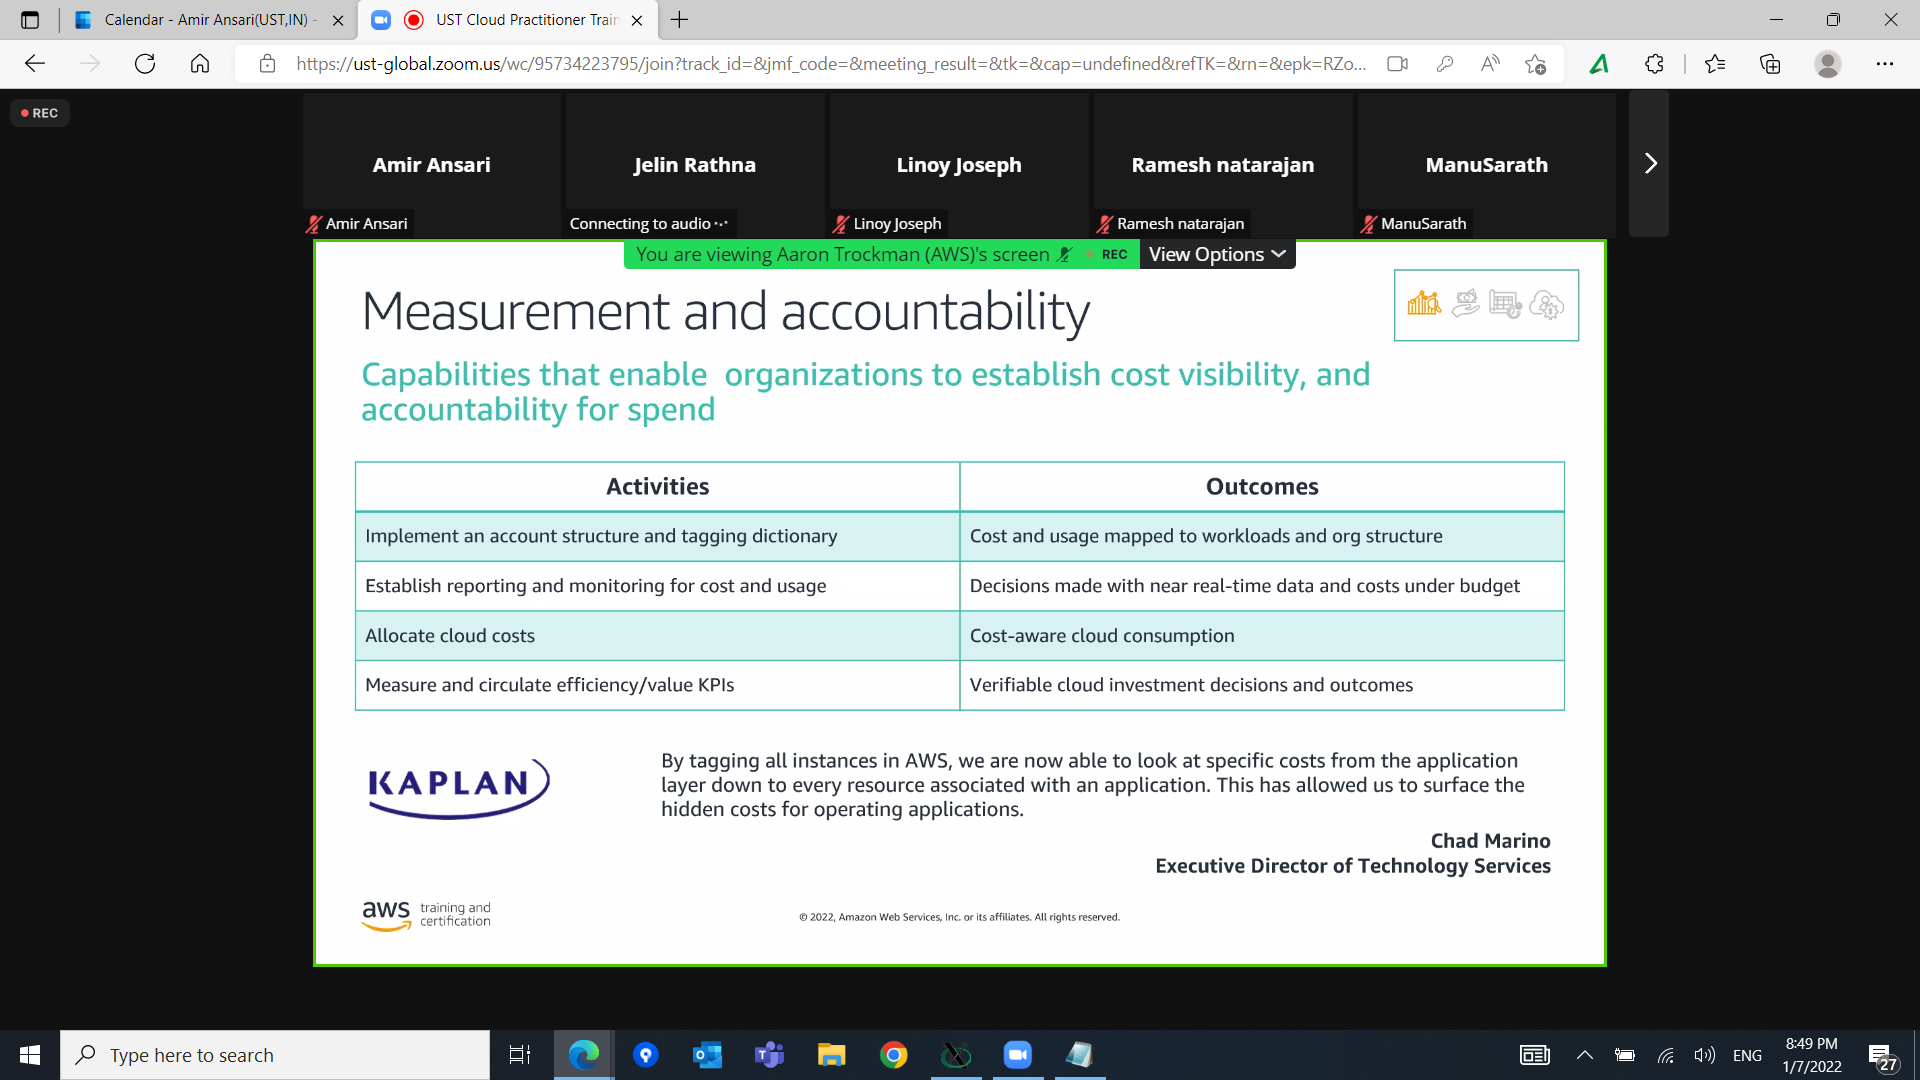 Calendar - Amir Ansari(UST,IN) -
UST Cloud Practitioner Train
https://ust-global.zoom.us/wc/95734223795/join?track_id=&jmf_code=&meeting_result=&tk=&cap=undefined&refTK=&rn=&epk=RZo...
REC
Amir Ansari
Jelin Rathna
Linoy Joseph
Ramesh natarajan
ManuSarath
Amir Ansari
Connecting to audio ···
Linoy Joseph
Ramesh natarajan
ManuSarath
You are viewing Aaron Trockman (AWS)'s screen
REC
View Options
Measurement and accountability
Capabilities that enable  organizations to establish cost visibility, and
accountability for spend
Activities
Outcomes
Implement an account structure and tagging dictionary
Cost and usage mapped to workloads and org structure
Establish reporting and monitoring for cost and usage
Decisions made with near real-time data and costs under budget
Allocate cloud costs
Cost-aware cloud consumption
Measure and circulate efficiency/value KPIs
Verifiable cloud investment decisions and outcomes
KAPLAN
By tagging all instances in AWS, we are now able to look at specific costs from the application
layer down to every resource associated with an application. This has allowed us to surface the
hidden costs for operating applications.
Chad Marino
Executive Director of Technology Services
aws training and
certification
© 2022, Amazon Web Services, Inc. or its affiliates. All rights reserved.
Type here to search
ENG
8:49 PM
1/7/2022
27